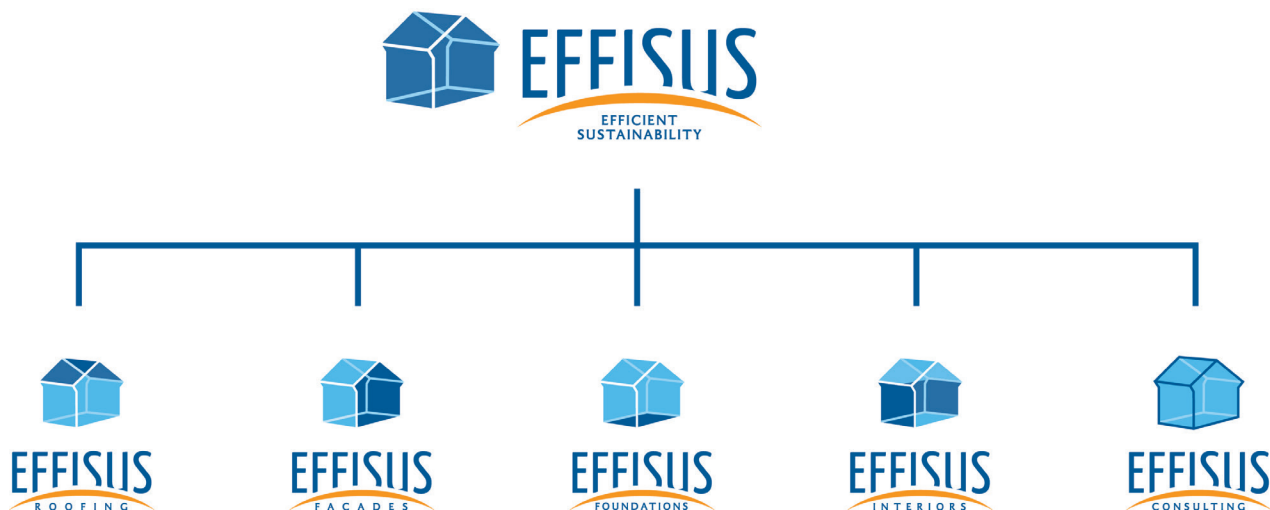 EFFISUS
EFFICIENT
SUSTAINABILITY
EFFISUS
ROOFING
EFFISUS
FACADES
EFFISUS
FOUNDATIONS
EFFISUS
INTERIORS
EFFISUS
CONSULTING